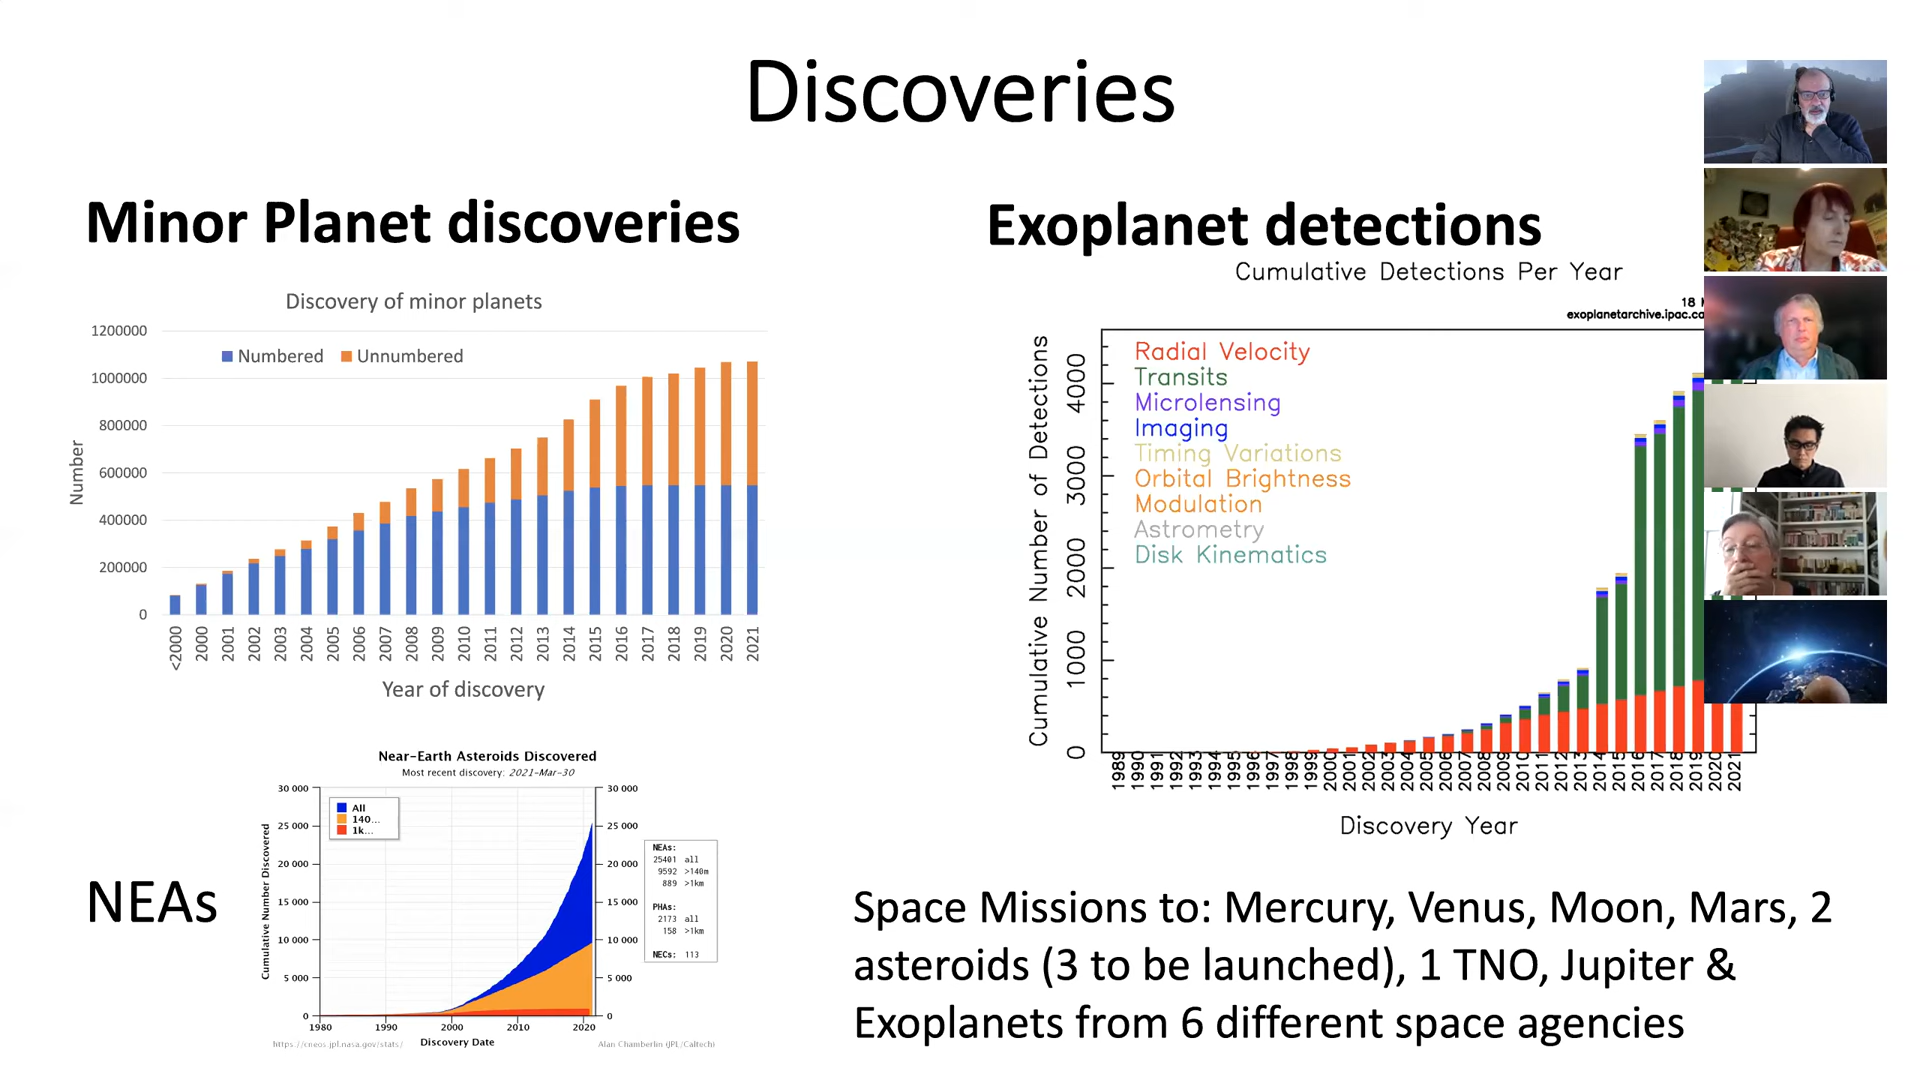 Discoveries
Minor Planet discoveries
Discovery of minor planets
1200000
1000000
800000
600000
400000
200000
0
Numbered
Unnumbered
Number
<2000
2000
2001
2002
2003
2004
2005
2006
2007
2008
2009
2010
2011
2012
2013
2014
2015
2016
2017
2018
2019
2020
2021
Year of discovery
Exoplanet detections
Cumulative Detections Per Year
18
exoplanetarchive.ipac.ca
Cumulative Number of Detections
4000
3000
2000
1000
0
Radial Velocity
Transits
Microlensing
Imaging
Timing Variations
Orbital Brightness
Modulation
Astrometry
Disk Kinematics
1989
1990
1991
1992
1993
1994
1995
1996
1997
1998
1999
2000
2001
2002
2003
2004
2005
2006
2007
2008
2009
2010
2011
2012
2013
2014
2015
2016
2017
2018
2019
2020
2021
Discovery Year
NEAs
Near-Earth Asteroids Discovered
Most recent discovery: 2021-Mar-30
Cumulative Number Discovered
30 000
25 000
20 000
15 000
10 000
5 000
0
All
140...
1k...
30 000
25 000
20 000
15 000
10 000
5 000
0
NEAs:
25401 all
9592 >140m
889 >1km
PHAs:
2173 all
158 >1km
NECs: 113
1980
1990
2000
2010
2020
https://cneos.jpl.nasa.gov/stats/
Discovery Date
Alan Chamberlin (JPL/Caltech)
Space Missions to: Mercury, Venus, Moon, Mars, 2
asteroids (3 to be launched), 1 TNO, Jupiter &
Exoplanets from 6 different space agencies